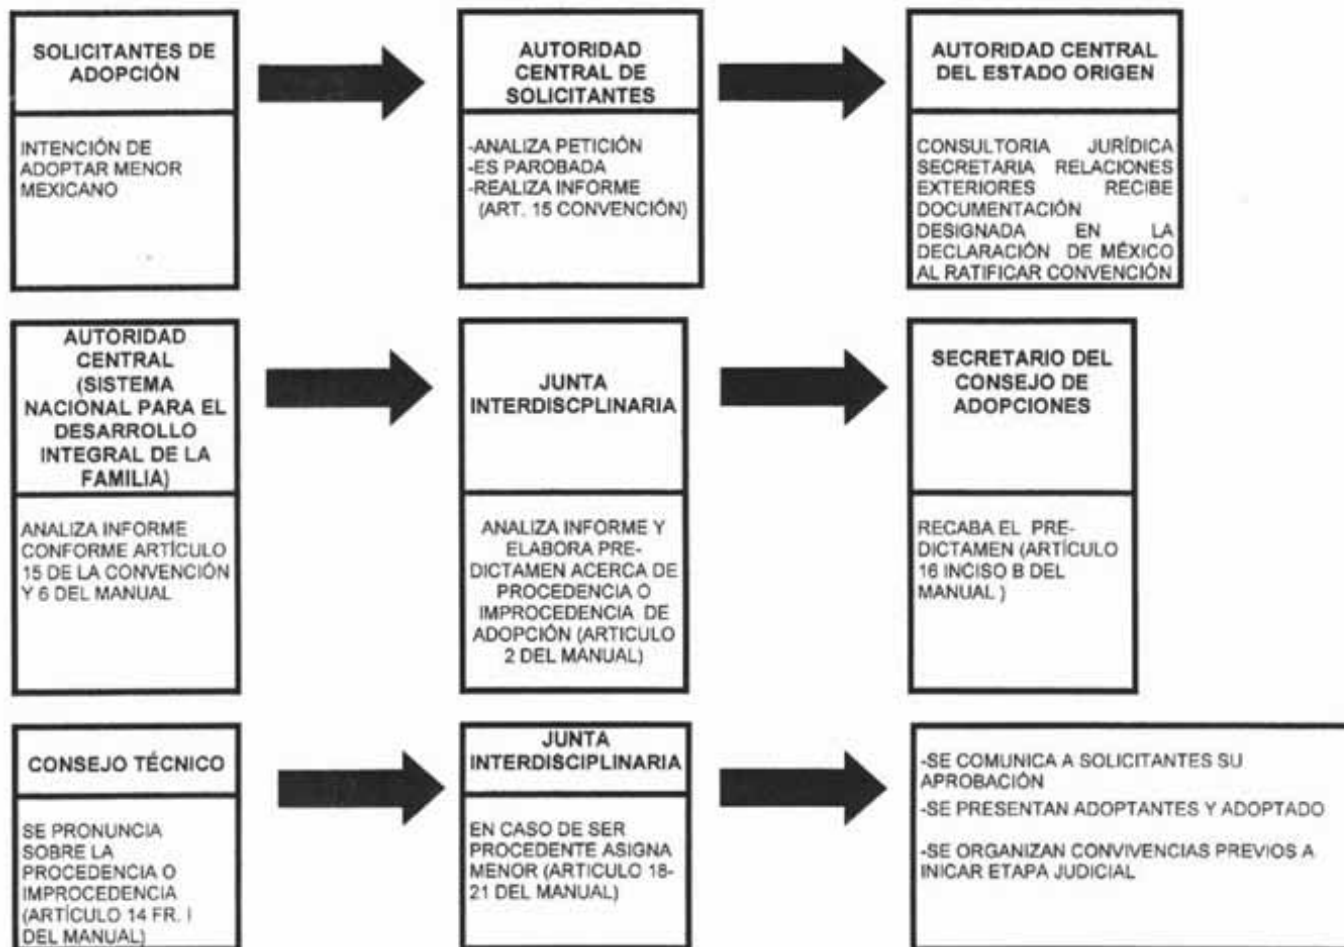 SOLICITANTES DE
ADOPCIÓN
INTENCIÓN DE
ADOPTAR MENOR
MEXICANO
AUTORIDAD
CENTRAL DE
SOLICITANTES
-ANALIZA PETICIÓN
-ES PAROBADA
-REALIZA INFORME
(ART. 15 CONVENCIÓN)
AUTORIDAD CENTRAL
DEL ESTADO ORIGEN
CONSULTORIA JURÍDICA
SECRETARIA RELACIONES
EXTERIORES RECIBE
DOCUMENTACIÓN
DESIGNADA EN LA
DECLARACIÓN DE MÉXICO
AL RATIFICAR CONVENCIÓN
AUTORIDAD
CENTRAL
(SISTEMA
NACIONAL PARA EL
DESARROLLO
INTEGRAL DE LA
FAMILIA)
ANALIZA INFORME
CONFORME ARTÍCULO
15 DE LA CONVENCIÓN
Y 6 DEL MANUAL
JUNTA
INTERDISCPLINARIA
ANALIZA INFORME Y
ELABORA PRE-
DICTAMEN ACERCA DE
PROCEDENCIA O
IMPROCEDENCIA DE
ADOPCIÓN (ARTICULO
2 DEL MANUAL)
SECRETARIO DEL
CONSEJO DE
ADOPCIONES
RECABA EL PRE-
DICTAMEN (ARTÍCULO
16 INCISO B DEL
MANUAL )
CONSEJO TÉCNICO
SE PRONUNCIA
SOBRE LA
PROCEDENCIA O
IMPROCEDENCIA
(ARTÍCULO 14 FR. I
DEL MANUAL)
JUNTA
INTERDISCIPLINARIA
EN CASO DE SER
PROCEDENTE ASIGNA
MENOR (ARTICULO 18-
21 DEL MANUAL)
-SE COMUNICA A SOLICITANTES SU
APROBACIÓN
-SE PRESENTAN ADOPTANTES Y ADOPTADO
-SE ORGANIZAN CONVIVENCIAS PREVIOS A
INICAR ETAPA JUDICIAL